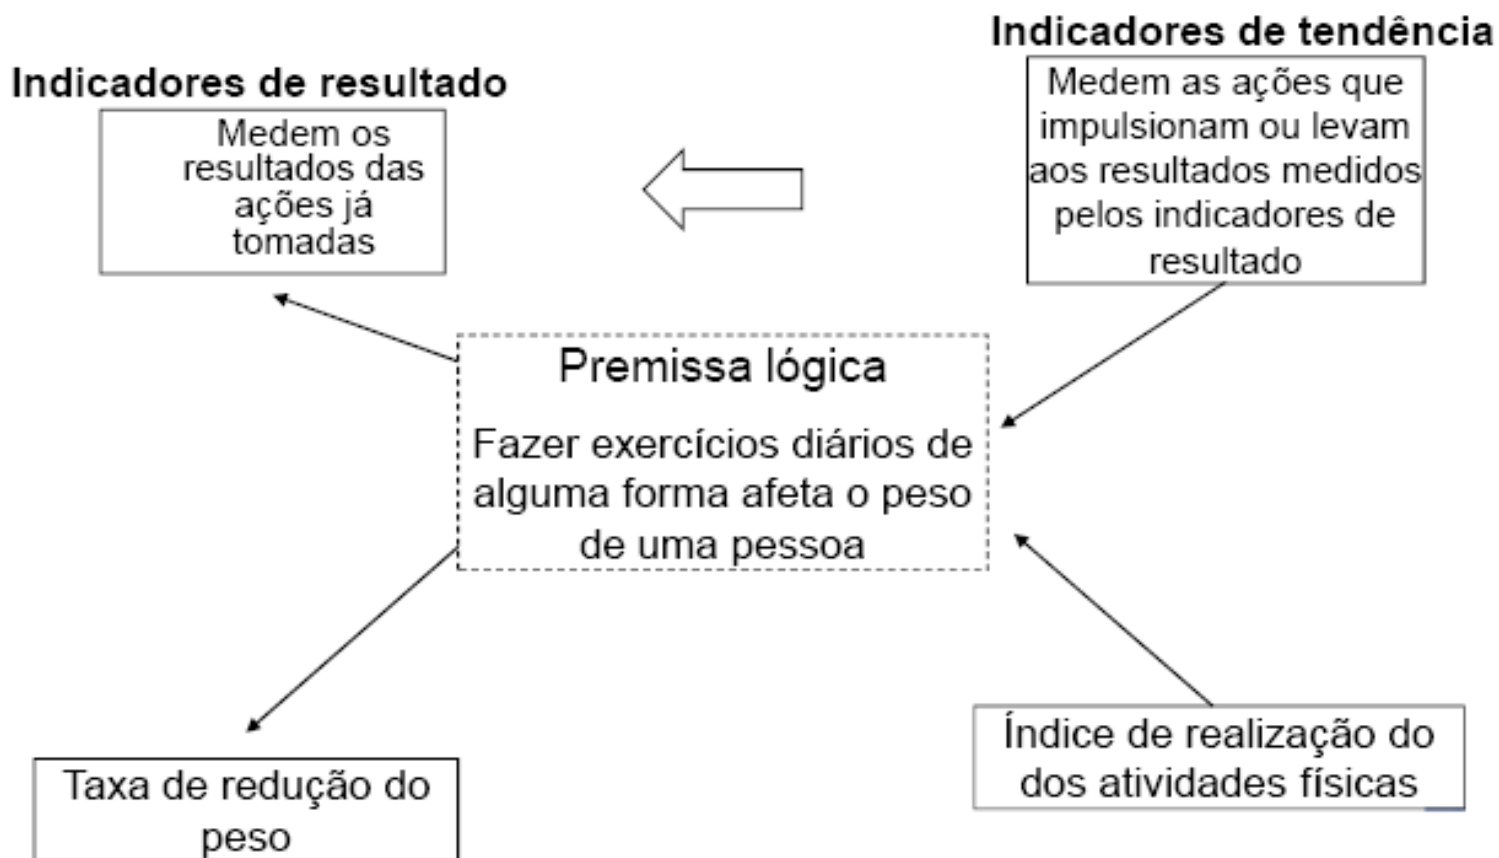 Indicadores de tendência
Medem as ações que
impulsionam ou levam
aos resultados medidos
pelos indicadores de
resultado
Indicadores de resultado
Medem os
resultados das
ações já
tomadas
Premissa lógica
Fazer exercícios diários de
alguma forma afeta o peso
de uma pessoa
Índice de realização do
dos atividades físicas
Taxa de redução do
peso